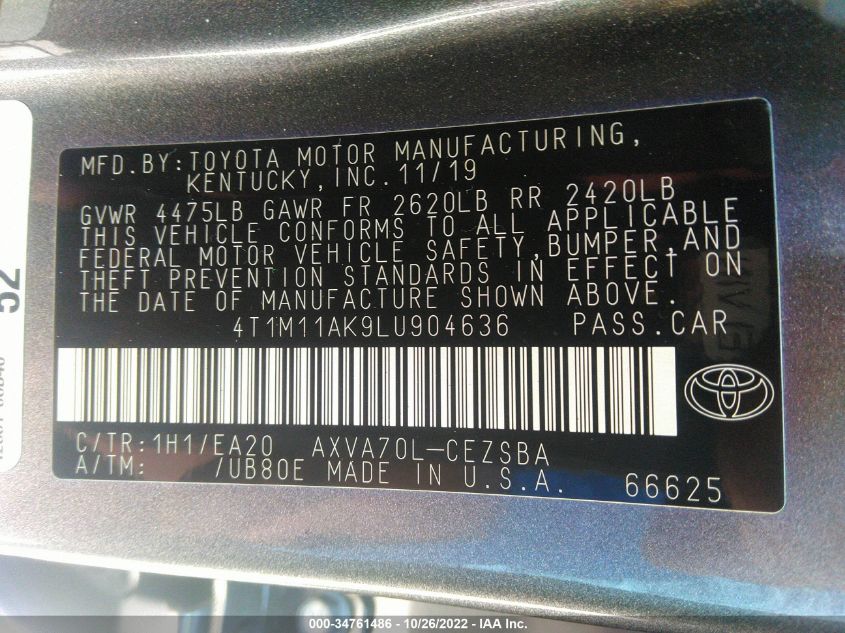 MFD.BY:TOYOTA MOTOR MANUFACTURING,
KENTUCKY,INC.11/19
GVWR 4475LB GAWR FR 2620LB RR 2420LB
THIS VEHICLE CONFORMS TO ALL APPLICABLE
FEDERAL MOTOR VEHICLE SAFETY,BUMPER,AND
THEFT PREVENTION STANDARDS IN EFFECT ON
THE DATE OF MANUFACTURE SHOWN ABOVE.
4T1M11AK9LU904636 PASS.CAR
C/TR:1H1/EA20 AXVA70L-CEZSBA
A/TM: /UB80E MADE IN U.S.A. 66625
52
000-34761486 - 10/26/2022 - IAA Inc.